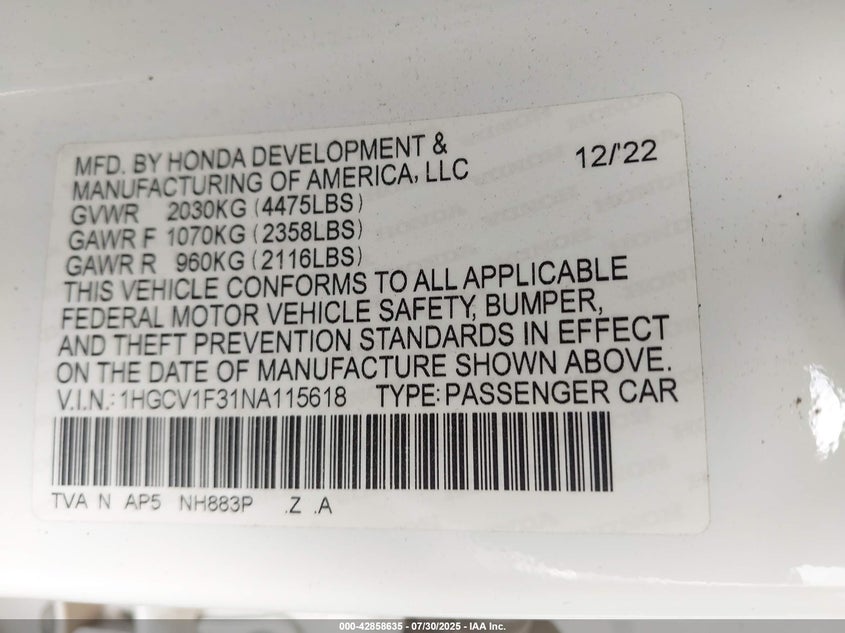 MFD. BY HONDA DEVELOPMENT & 12/'22
MANUFACTURING OF AMERICA, LLC
GVWR 2030KG (4475LBS)
GAWR F 1070KG (2358LBS)
GAWR R 960KG (2116LBS)
THIS VEHICLE CONFORMS TO ALL APPLICABLE
FEDERAL MOTOR VEHICLE SAFETY, BUMPER,
AND THEFT PREVENTION STANDARDS IN EFFECT
ON THE DATE OF MANUFACTURE SHOWN ABOVE.
V.I.N.: 1HGCV1F31NA115618 TYPE: PASSENGER CAR
TVA N AP5 NH883P .Z .A
000-42858635 - 07/30/2025 - IAA Inc.